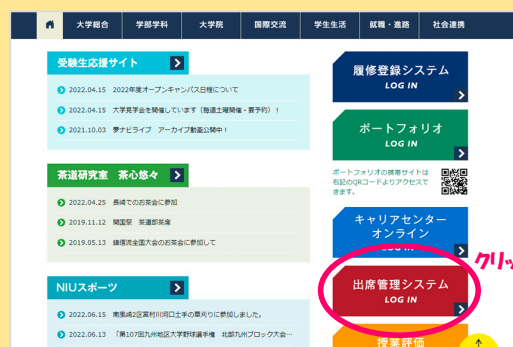 大学総合 学部学科 大学院 国際交流 学生生活 就職・進路 社会連携
受験生応援サイト
2022.04.15 2022年度オープンキャンパス日程について
2022.04.15 大学見学会を開催しています（毎週土曜開催・要予約）！
2021.10.03 夢ナビライブ アーカイブ動画公開中！
茶道研究室 茶心悠々
2022.04.25 長崎でのお茶会に参加
2019.11.12 開国祭 茶道部茶席
2019.05.13 鎮信流全国大会のお茶会に参加して
NIUスポーツ
2022.06.15 南風崎2区宮村川河口土手の草刈りに参加しました。
2022.06.13 「第107回九州地区大学野球選手権 北部九州ブロック大会…
履修登録システム
LOG IN
ポートフォリオ
LOG IN
ポートフォリオの携帯サイトは
右記のQRコードよりアクセスで
きます。
キャリアセンター
オンライン
LOG IN
クリッ
出席管理システム
LOG IN
授業評価